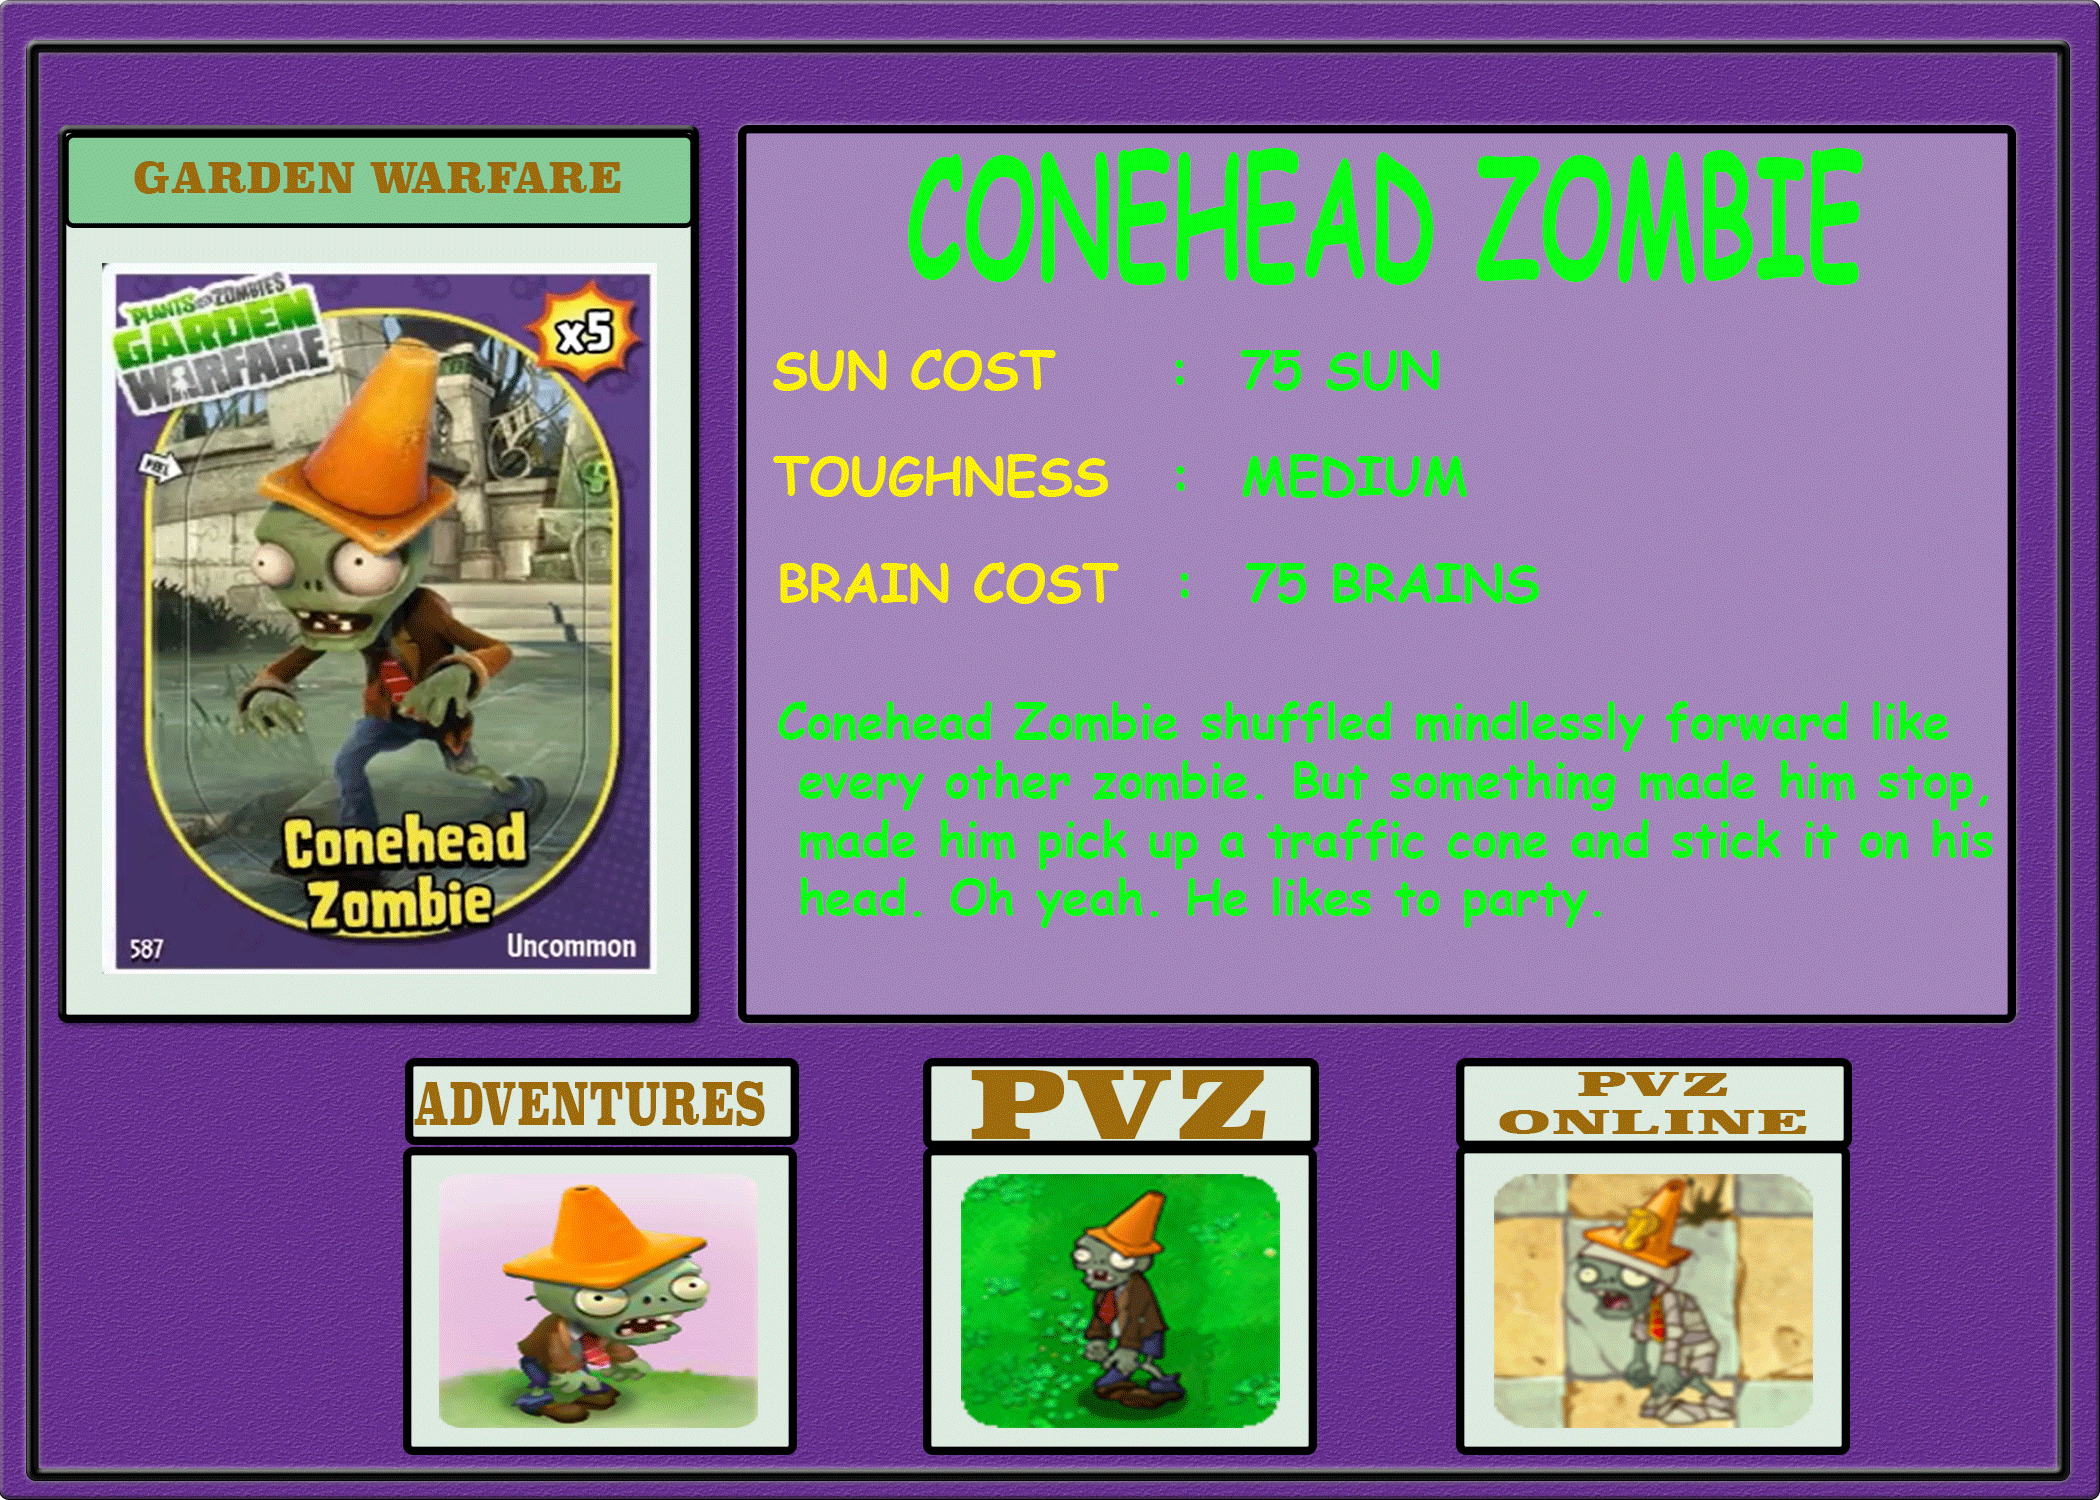 GARDEN WARFARE
PLANTS vs ZOMBIES
GARDEN
WARFARE
x5
PEEL
Conehead
Zombie
587
Uncommon
CONEHEAD ZOMBIE
SUN COST : 75 SUN
TOUGHNESS : MEDIUM
BRAIN COST : 75 BRAINS
Conehead Zombie shuffled mindlessly forward like
every other zombie. But something made him stop,
made him pick up a traffic cone and stick it on his
head. Oh yeah. He likes to party.
ADVENTURES
PVZ
PVZ
ONLINE